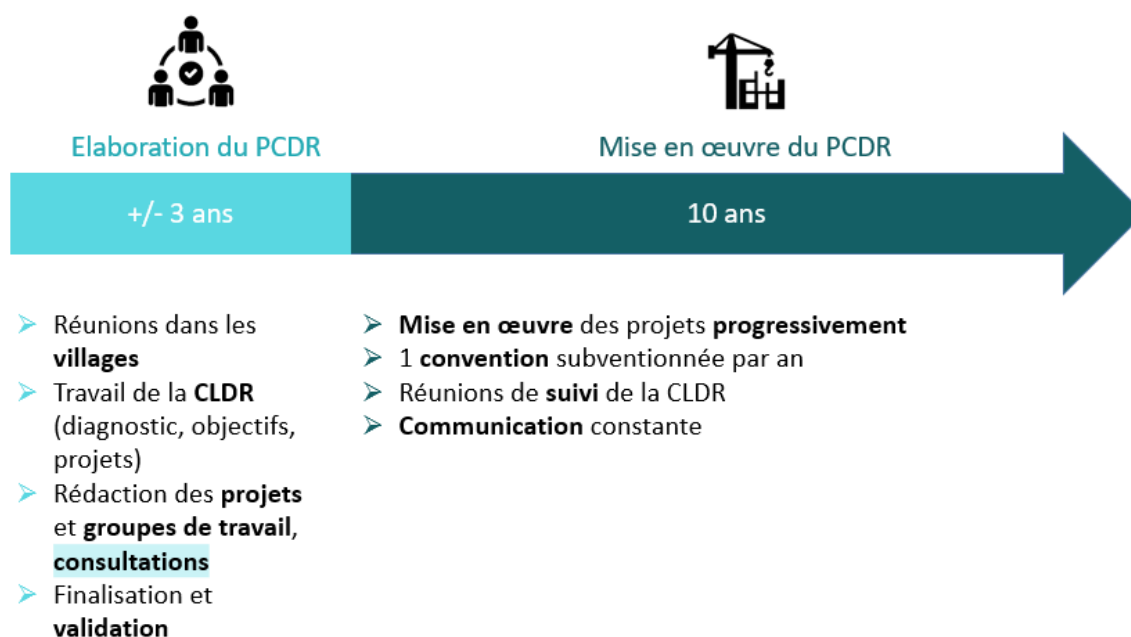 Elaboration du PCDR
Mise en œuvre du PCDR
+/- 3 ans
10 ans
Réunions dans les
villages
Travail de la CLDR
(diagnostic, objectifs,
projets)
Rédaction des projets
et groupes de travail,
consultations
Finalisation et
validation
Mise en œuvre des projets progressivement
1 convention subventionnée par an
Réunions de suivi de la CLDR
Communication constante